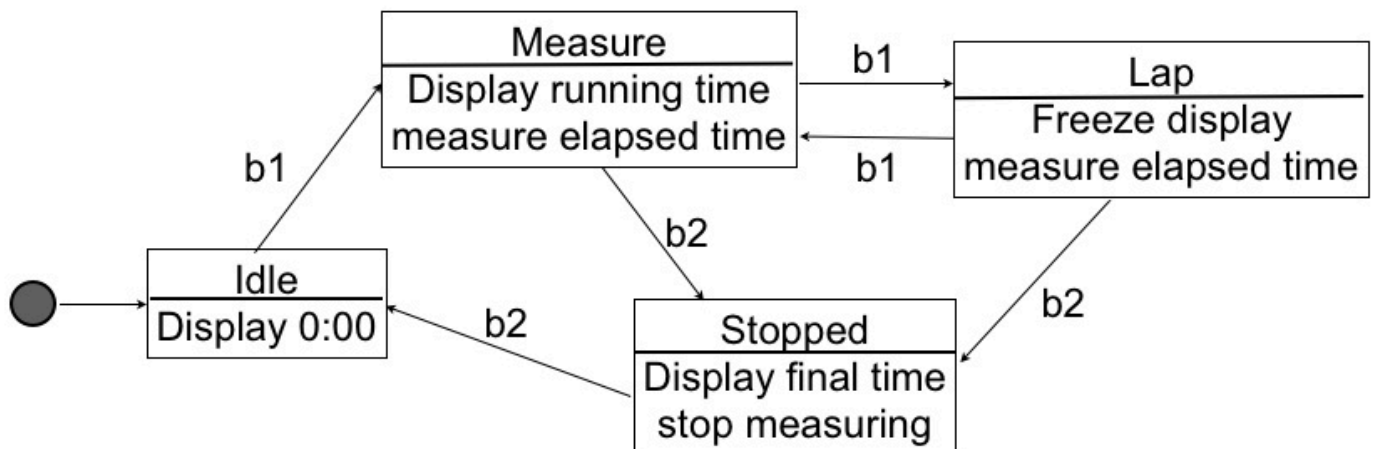 Measure
Display running time
measure elapsed time
b1
Lap
Freeze display
measure elapsed time
b1
b1
b2
b2
Idle
Display 0:00
b2
Stopped
Display final time
stop measuring